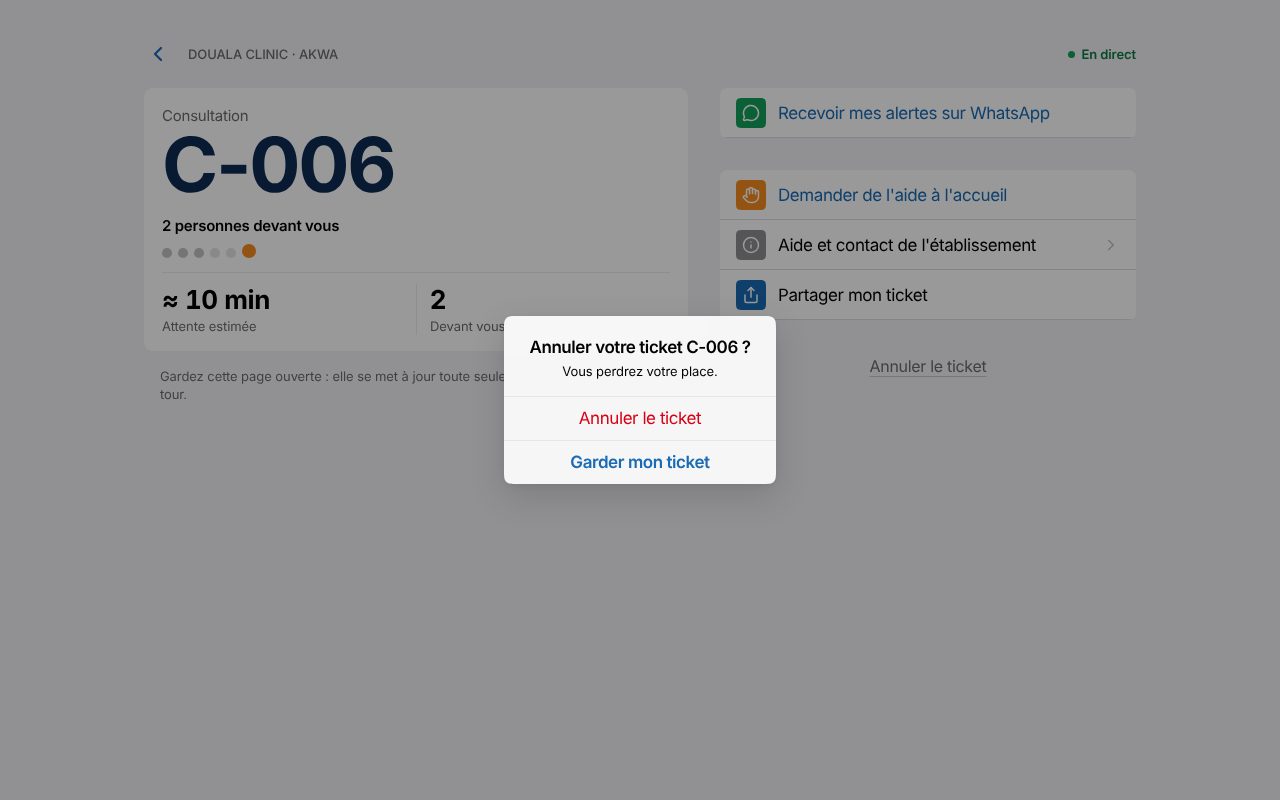 DOUALA CLINIC · AKWA
En direct
Consultation
C-006
2 personnes devant vous
≈ 10 min
Attente estimée
2
Devant vous
Gardez cette page ouverte : elle se met à jour toute seule
tour.
Recevoir mes alertes sur WhatsApp
Demander de l'aide à l'accueil
Aide et contact de l'établissement
Partager mon ticket
Annuler le ticket
Annuler votre ticket C-006 ?
Vous perdrez votre place.
Annuler le ticket
Garder mon ticket